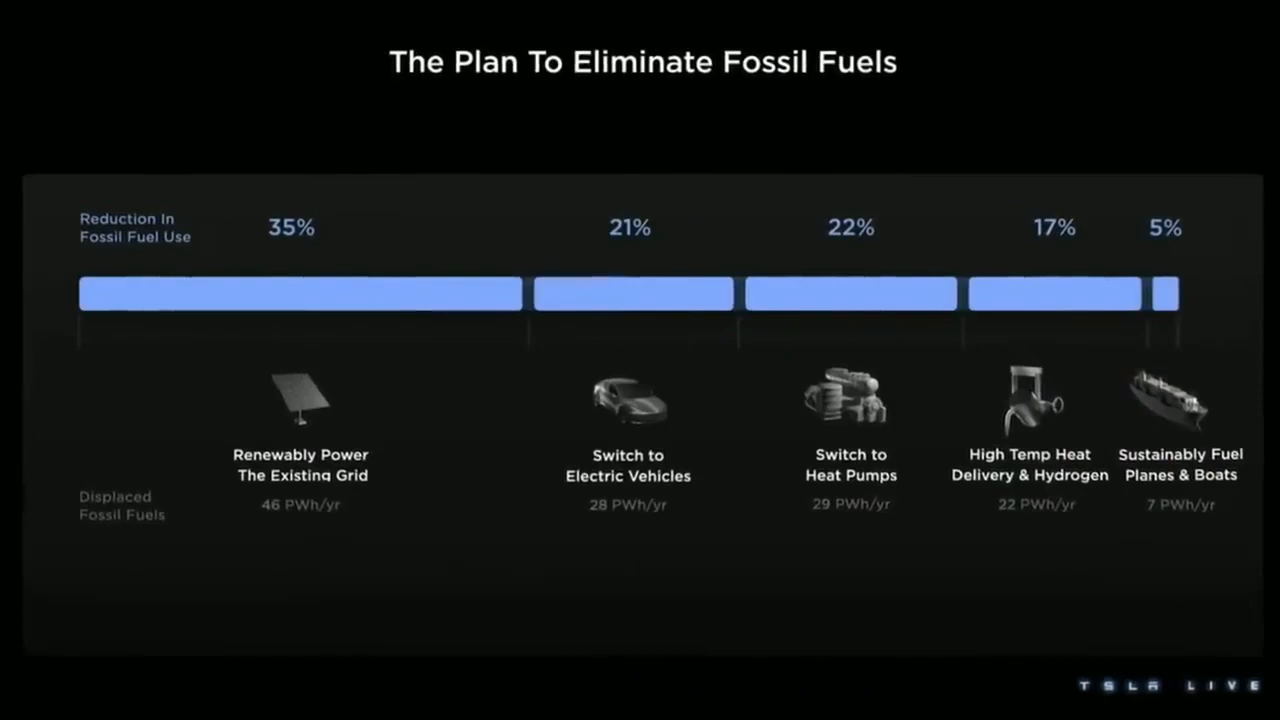 The Plan To Eliminate Fossil Fuels
Reduction In
Fossil Fuel Use
35%
21%
22%
17%
5%
Renewably Power
The Existing Grid
46 PWh/yr
Switch to
Electric Vehicles
28 PWh/yr
Switch to
Heat Pumps
29 PWh/yr
High Temp Heat
Delivery & Hydrogen
22 PWh/yr
Sustainably Fuel
Planes & Boats
7 PWh/yr
Displaced
Fossil Fuels
TSLA LIVE